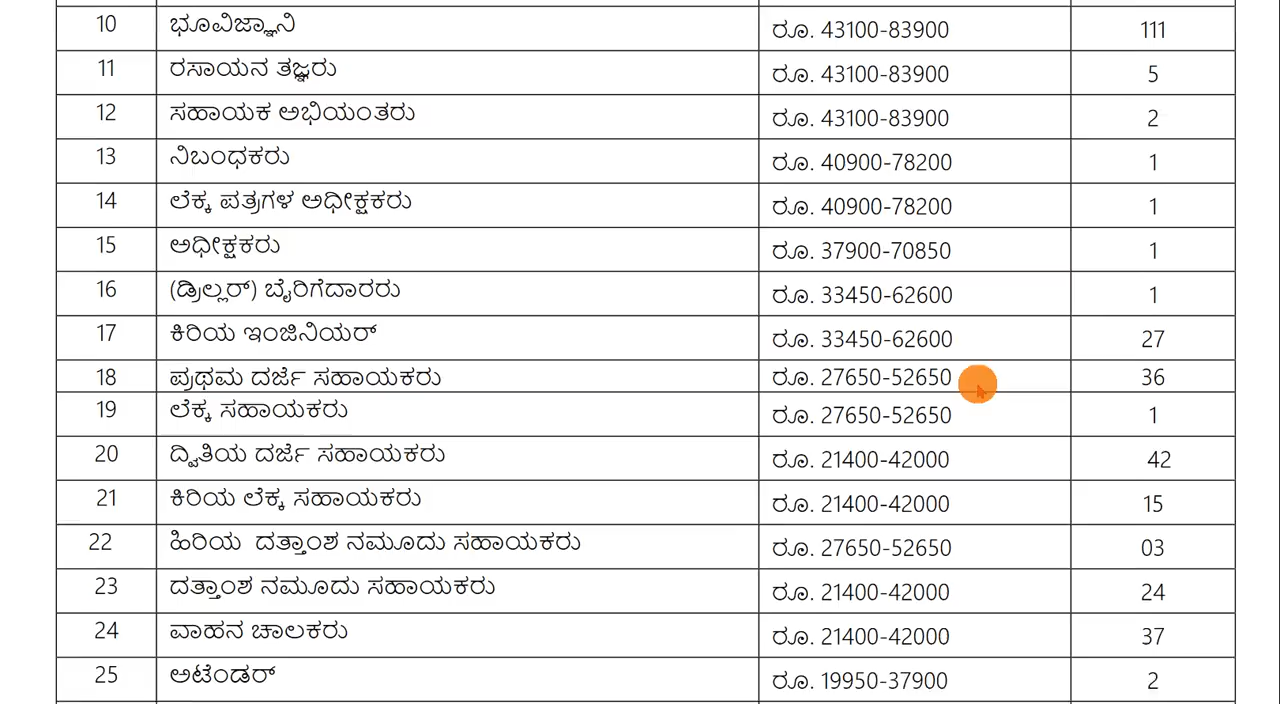 10 ಭೂವಿಜ್ಞಾನಿ ರೂ. 43100-83900 111
11 ರಸಾಯನ ತಜ್ಞರು ರೂ. 43100-83900 5
12 ಸಹಾಯಕ ಅಭಿಯಂತರು ರೂ. 43100-83900 2
13 ನಿಬಂಧಕರು ರೂ. 40900-78200 1
14 ಲೆಕ್ಕ ಪತ್ರಗಳ ಅಧೀಕ್ಷಕರು ರೂ. 40900-78200 1
15 ಅಧೀಕ್ಷಕರು ರೂ. 37900-70850 1
16 (ಡ್ರಿಲ್ಲರ್) ಬೈರಿಗೆದಾರರು ರೂ. 33450-62600 1
17 ಕಿರಿಯ ಇಂಜಿನಿಯರ್ ರೂ. 33450-62600 27
18 ಪ್ರಥಮ ದರ್ಜೆ ಸಹಾಯಕರು ರೂ. 27650-52650 36
19 ಲೆಕ್ಕ ಸಹಾಯಕರು ರೂ. 27650-52650 1
20 ದ್ವಿತಿಯ ದರ್ಜೆ ಸಹಾಯಕರು ರೂ. 21400-42000 42
21 ಕಿರಿಯ ಲೆಕ್ಕ ಸಹಾಯಕರು ರೂ. 21400-42000 15
22 ಹಿರಿಯ ದತ್ತಾಂಶ ನಮೂದು ಸಹಾಯಕರು ರೂ. 27650-52650 03
23 ದತ್ತಾಂಶ ನಮೂದು ಸಹಾಯಕರು ರೂ. 21400-42000 24
24 ವಾಹನ ಚಾಲಕರು ರೂ. 21400-42000 37
25 ಅಟೆಂಡರ್ ರೂ. 19950-37900 2